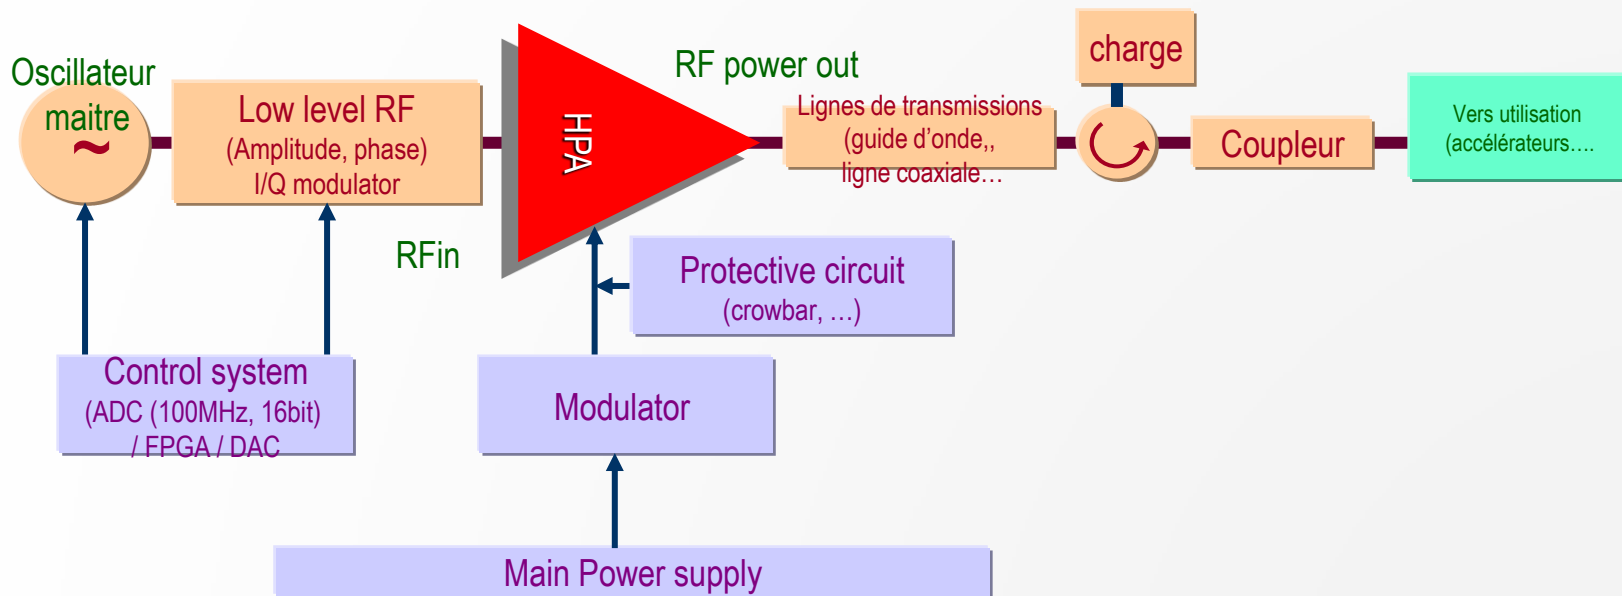 Oscillateur
maitre
~
Low level RF
(Amplitude, phase)
I/Q modulator
RFin
HPA
RF power out
Lignes de transmissions
(guide d’onde,,
ligne coaxiale…
charge
Coupleur
Vers utilisation
(accélérateurs….
Protective circuit
(crowbar, …)
Control system
(ADC (100MHz, 16bit)
/ FPGA / DAC
Modulator
Main Power supply